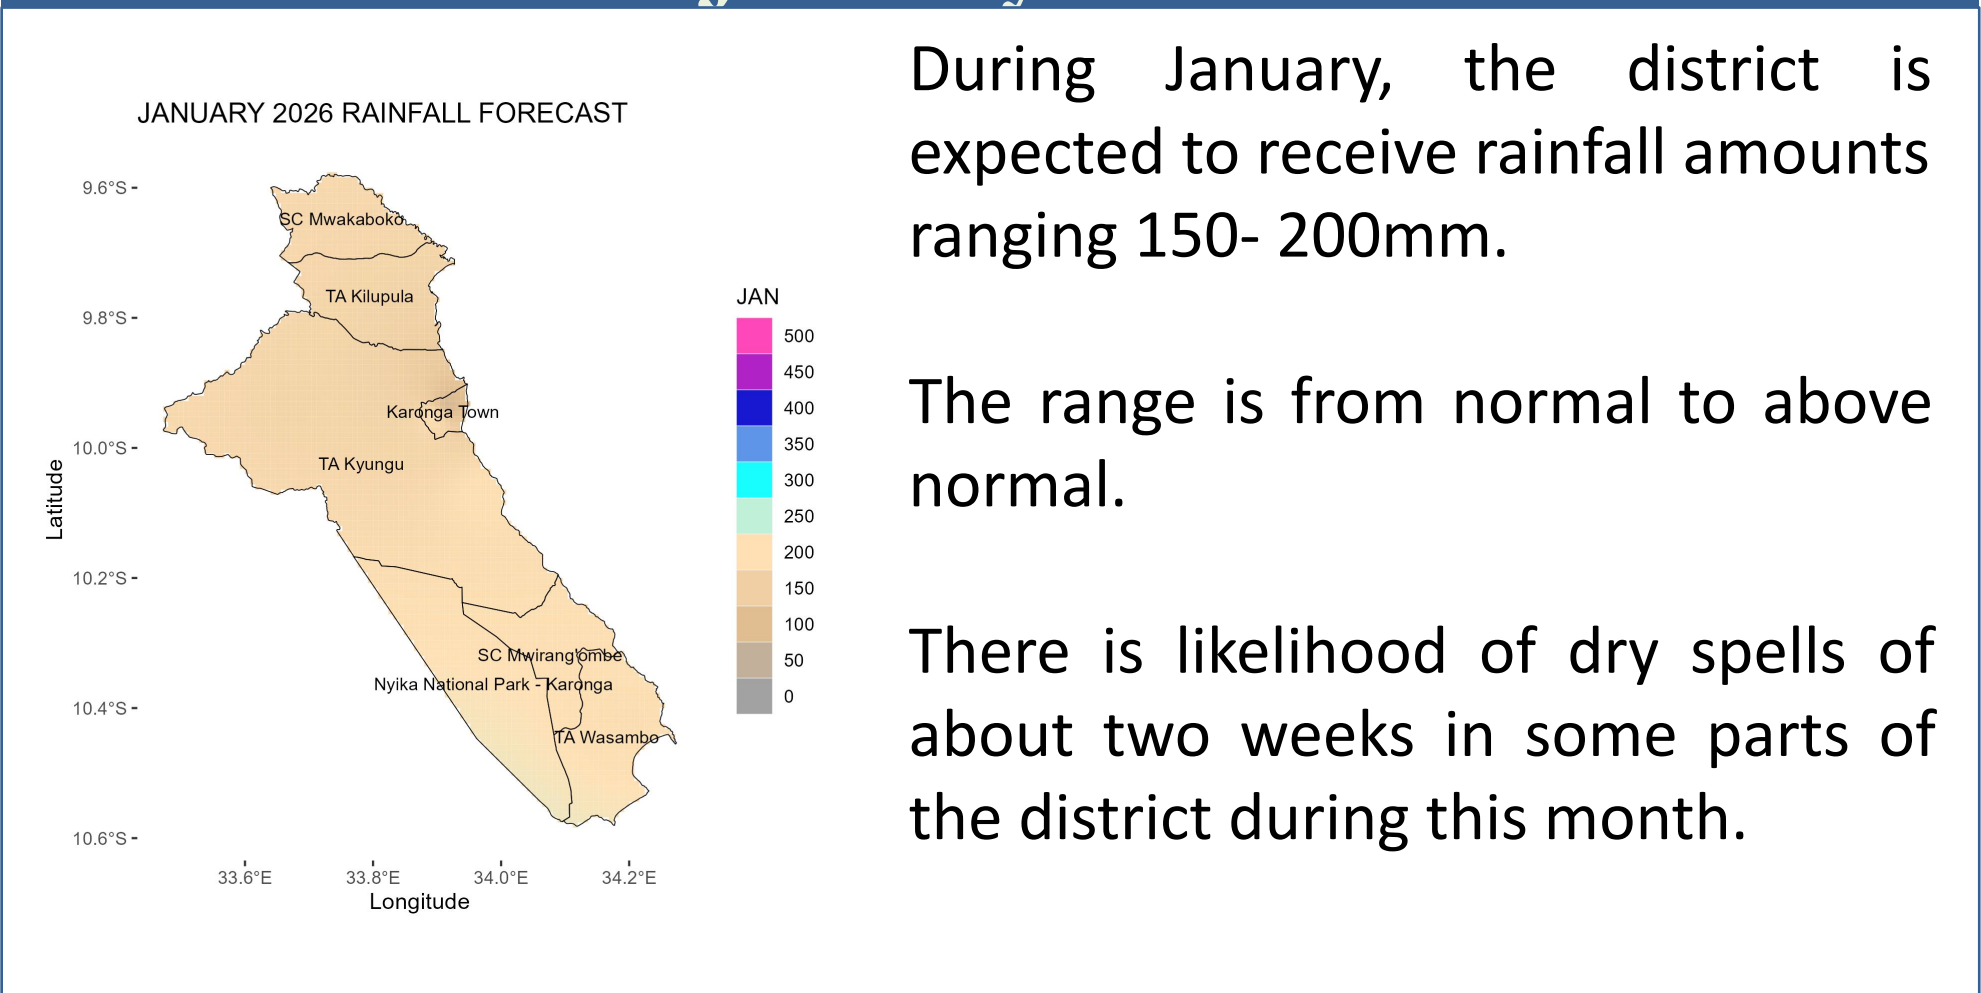 JANUARY 2026 RAINFALL FORECAST
9.6°S
9.8°S
10.0°S
10.2°S
10.4°S
10.6°S
Latitude
33.6°E 33.8°E 34.0°E 34.2°E
Longitude
SC Mwakaboko
TA Kilupula
Karonga Town
TA Kyungu
SC Mwirang'ombe
Nyika National Park - Karonga
TA Wasambo
JAN
500
450
400
350
300
250
200
150
100
50
0
During January, the district is
expected to receive rainfall amounts
ranging 150- 200mm.
The range is from normal to above
normal.
There is likelihood of dry spells of
about two weeks in some parts of
the district during this month.